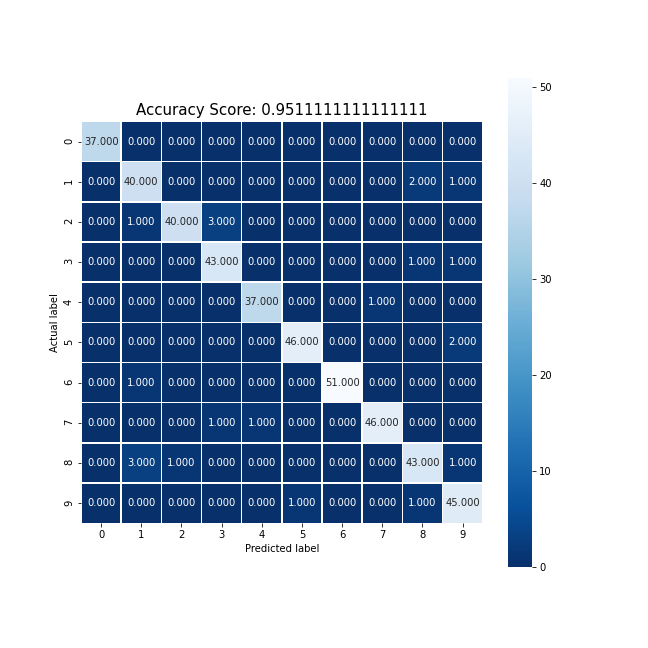 Accuracy Score: 0.9511111111111111
50
0 37.000 0.000 0.000 0.000 0.000 0.000 0.000 0.000 0.000 0.000
1 0.000 40.000 0.000 0.000 0.000 0.000 0.000 0.000 2.000 1.000
40
2 0.000 1.000 40.000 3.000 0.000 0.000 0.000 0.000 0.000 0.000
3 0.000 0.000 0.000 43.000 0.000 0.000 0.000 0.000 1.000 1.000
30
4 0.000 0.000 0.000 0.000 37.000 0.000 0.000 1.000 0.000 0.000
Actual label
5 0.000 0.000 0.000 0.000 0.000 46.000 0.000 0.000 0.000 2.000
20
6 0.000 1.000 0.000 0.000 0.000 0.000 51.000 0.000 0.000 0.000
7 0.000 0.000 0.000 1.000 1.000 0.000 0.000 46.000 0.000 0.000
8 0.000 3.000 1.000 0.000 0.000 0.000 0.000 0.000 43.000 1.000
10
9 0.000 0.000 0.000 0.000 0.000 1.000 0.000 0.000 1.000 45.000
0 1 2 3 4 5 6 7 8 9
Predicted label
0